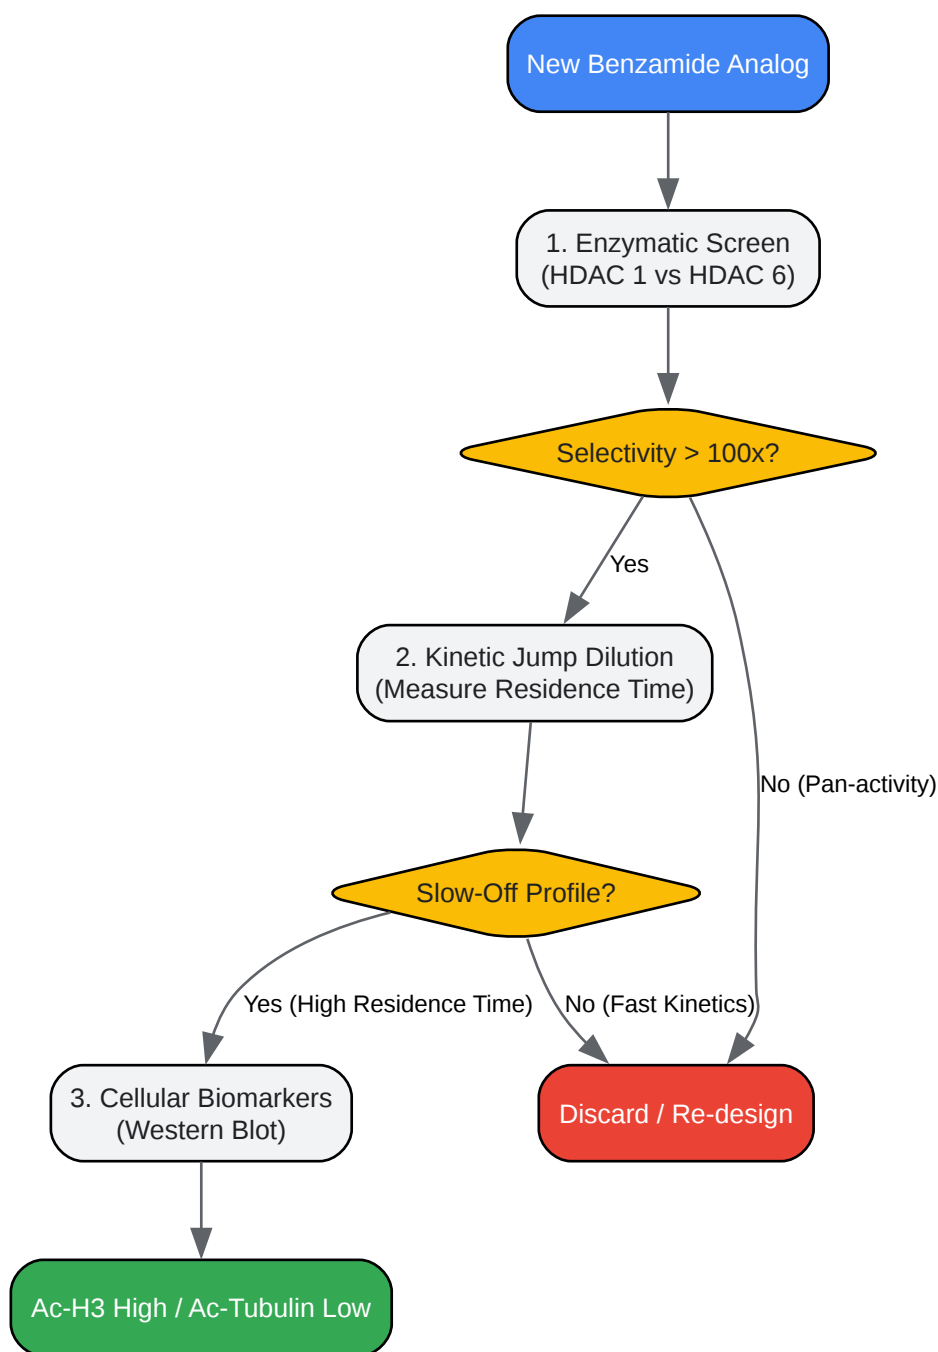 New Benzamide Analog
1. Enzymatic Screen
(HDAC 1 vs HDAC 6)
Selectivity > 100x?
Yes
2. Kinetic Jump Dilution
(Measure Residence Time)
No (Pan-activity)
Slow-Off Profile?
Yes (High Residence Time)
No (Fast Kinetics)
3. Cellular Biomarkers
(Western Blot)
Discard / Re-design
Ac-H3 High / Ac-Tubulin Low